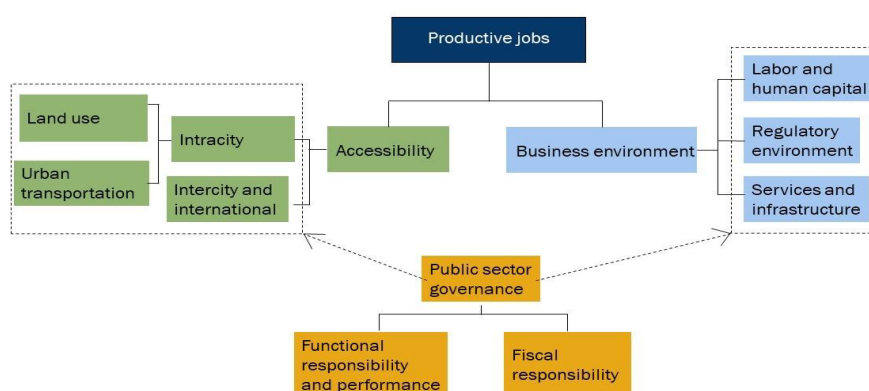 Productive jobs
Land use
Intracity
Accessibility
Urban
transportation
Intercity and
international
Business environment
Labor and
human capital
Regulatory
environment
Services and
infrastructure
Public sector
governance
Functional
responsibility
and performance
Fiscal
responsibility